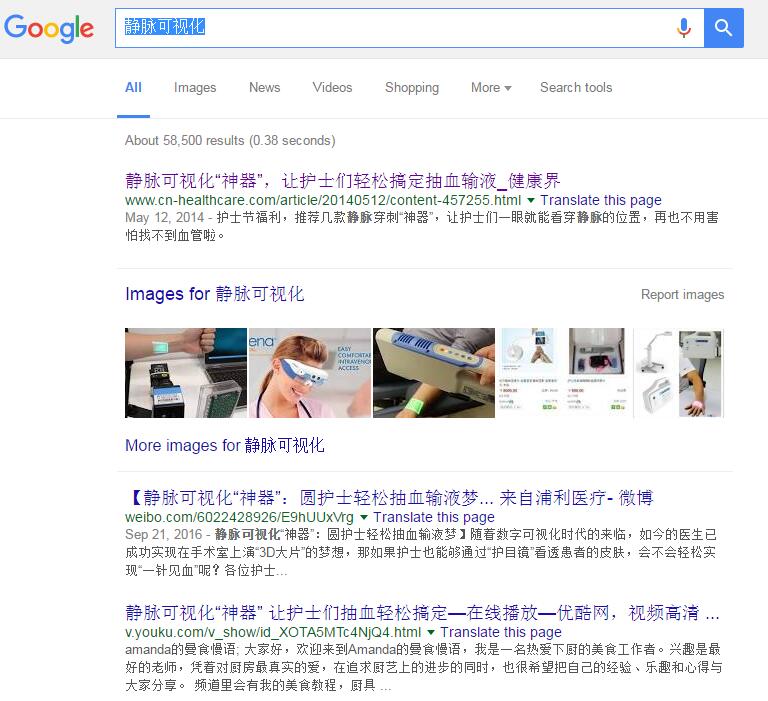 Google
静脉可视化
All Images News Videos Shopping More Search tools
About 58,500 results (0.38 seconds)
静脉可视化“神器”，让护士们轻松搞定抽血输液_健康界
www.cn-healthcare.com/article/20140512/content-457255.html Translate this page
May 12, 2014 - 护士节福利，推荐几款静脉穿刺“神器”，让护士们一眼就能看穿静脉的位置，再也不用害
怕找不到血管啦。
Images for 静脉可视化 Report images
ena
EASY
COMFORTA
INTRAVENO
ACCESS
More images for 静脉可视化
【静脉可视化“神器”：圆护士轻松抽血输液梦... 来自浦利医疗- 微博
weibo.com/6022428926/E9hUUxVrg Translate this page
Sep 21, 2016 - 静脉可视化“神器”：圆护士轻松抽血输液梦】随着数字可视化时代的来临，如今的医生已
成功实现在手术室上演“3D大片”的梦想，那如果护士也能够通过“护目镜”看透患者的皮肤，会不会轻松实
现“一针见血”呢？各位护士...
静脉可视化“神器” 让护士们抽血轻松搞定—在线播放—优酷网，视频高清 ...
v.youku.com/v_show/id_XOTA5MTc4NjQ4.html Translate this page
amanda的曼食慢语; 大家好，欢迎来到Amanda的曼食慢语，我是一名热爱下厨的美食工作者。兴趣是最
好的老师，凭着对厨房最真实的爱，在追求厨艺上的进步的同时，也很希望把自己的经验、乐趣和心得与
大家分享。 频道里会有我的美食教程，厨具 ...